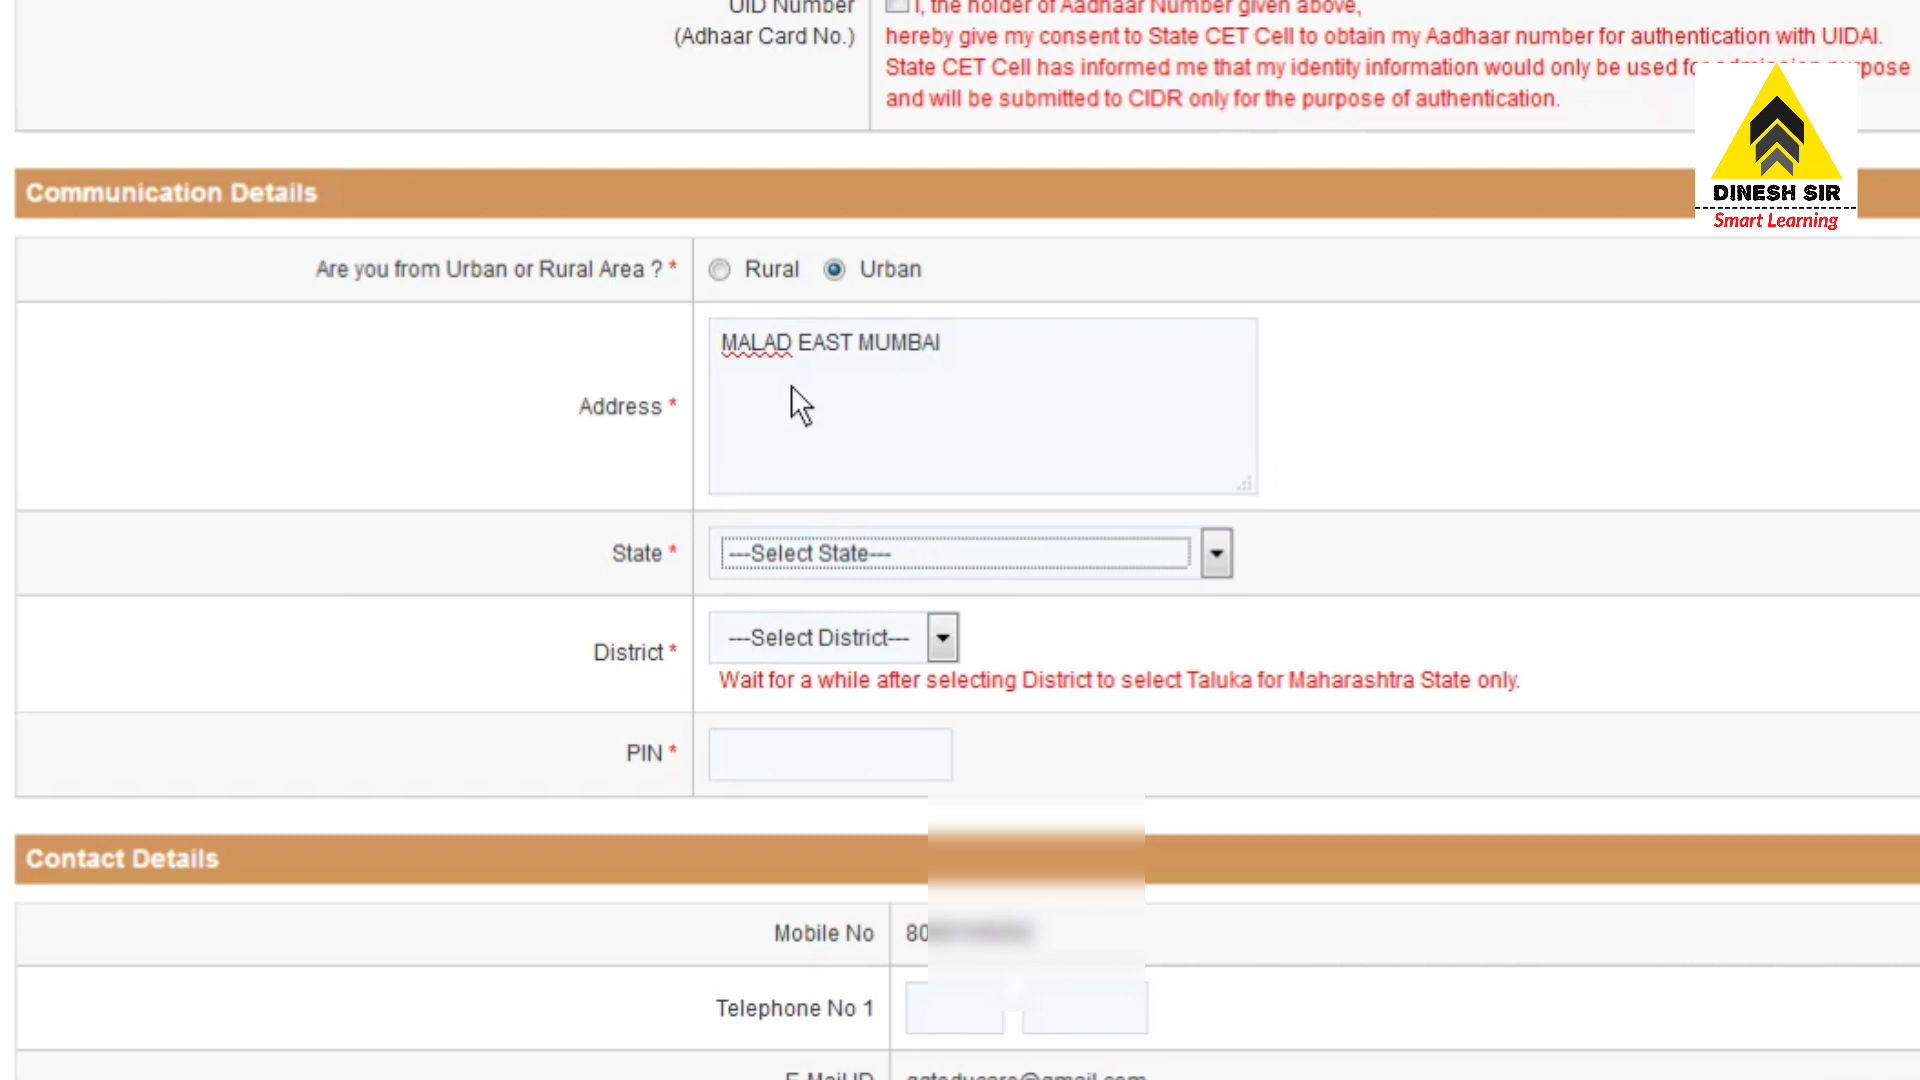 UID Number
(Adhaar Card No.)
I, the holder of Aadhaar Number given above,
hereby give my consent to State CET Cell to obtain my Aadhaar number for authentication with UIDAI.
State CET Cell has informed me that my identity information would only be used for admission purpose
and will be submitted to CIDR only for the purpose of authentication.
DINESH SIR
Smart Learning
Communication Details
Are you from Urban or Rural Area ? * Rural Urban
Address * MALAD EAST MUMBAI
State * ---Select State---
District * ---Select District---
Wait for a while after selecting District to select Taluka for Maharashtra State only.
PIN *
Contact Details
Mobile No 80
Telephone No 1
E-Mail ID